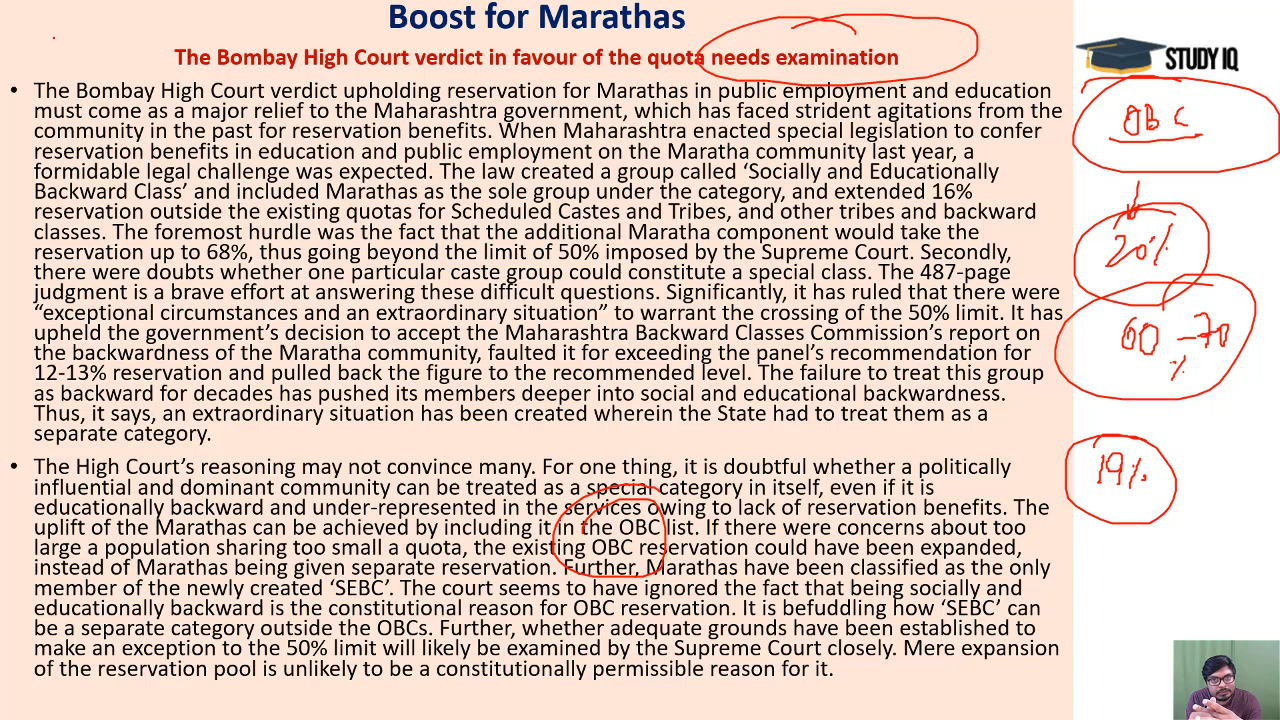 Boost for Marathas
The Bombay High Court verdict in favour of the quota needs examination
STUDY IQ
• The Bombay High Court verdict upholding reservation for Marathas in public employment and education
must come as a major relief to the Maharashtra government, which has faced strident agitations from the
community in the past for reservation benefits. When Maharashtra enacted special legislation to confer
reservation benefits in education and public employment on the Maratha community last year, a
formidable legal challenge was expected. The law created a group called ‘Socially and Educationally
Backward Class’ and included Marathas as the sole group under the category, and extended 16%
reservation outside the existing quotas for Scheduled Castes and Tribes, and other tribes and backward
classes. The foremost hurdle was the fact that the additional Maratha component would take the
reservation up to 68%, thus going beyond the limit of 50% imposed by the Supreme Court. Secondly,
there were doubts whether one particular caste group could constitute a special class. The 487-page
judgment is a brave effort at answering these difficult questions. Significantly, it has ruled that there were
“exceptional circumstances and an extraordinary situation” to warrant the crossing of the 50% limit. It has
upheld the government’s decision to accept the Maharashtra Backward Classes Commission’s report on
the backwardness of the Maratha community, faulted it for exceeding the panel’s recommendation for
12-13% reservation and pulled back the figure to the recommended level. The failure to treat this group
as backward for decades has pushed its members deeper into social and educational backwardness.
Thus, it says, an extraordinary situation has been created wherein the State had to treat them as a
separate category.
• The High Court’s reasoning may not convince many. For one thing, it is doubtful whether a politically
influential and dominant community can be treated as a special category in itself, even if it is
educationally backward and under-represented in the services owing to lack of reservation benefits. The
uplift of the Marathas can be achieved by including it in the OBC list. If there were concerns about too
large a population sharing too small a quota, the existing OBC reservation could have been expanded,
instead of Marathas being given separate reservation. Further, Marathas have been classified as the only
member of the newly created ‘SEBC’. The court seems to have ignored the fact that being socially and
educationally backward is the constitutional reason for OBC reservation. It is befuddling how ‘SEBC’ can
be a separate category outside the OBCs. Further, whether adequate grounds have been established to
make an exception to the 50% limit will likely be examined by the Supreme Court closely. Mere expansion
of the reservation pool is unlikely to be a constitutionally permissible reason for it.
OBC
20%
60-70
%
19%